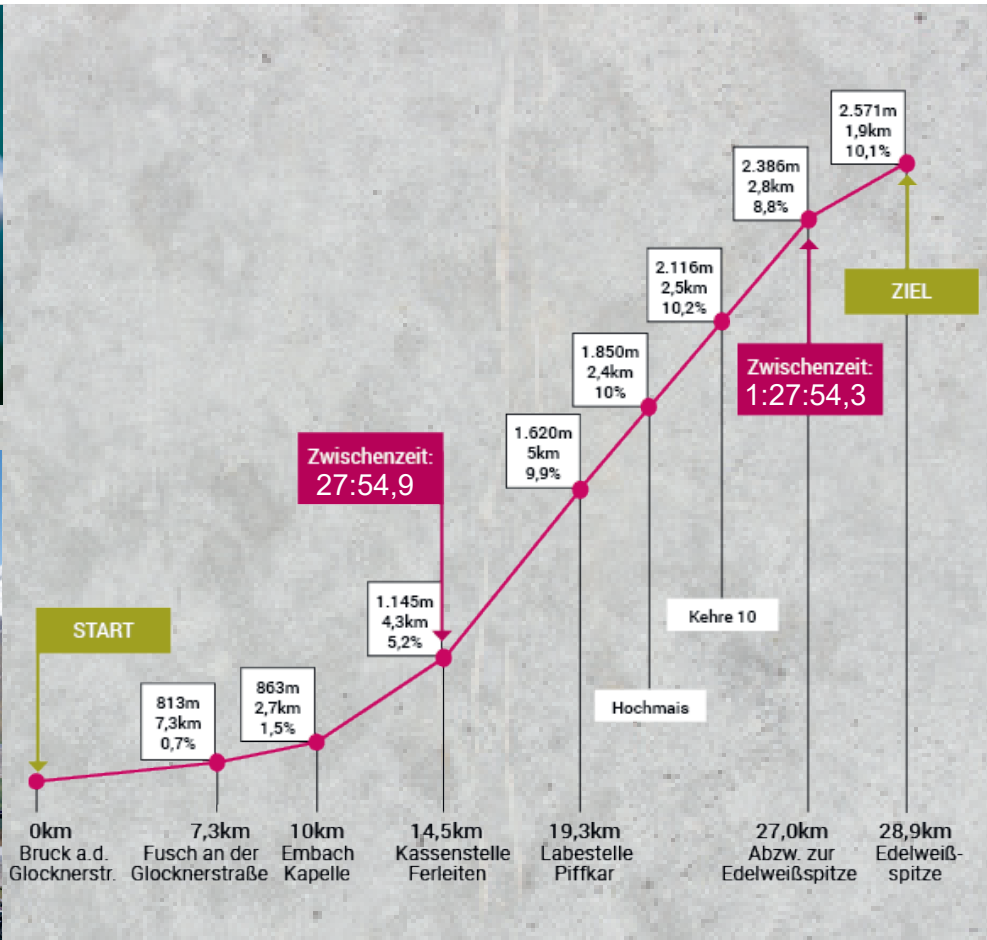 2.571m
1,9km
10,1%
2.386m
2,8km
8,8%
ZIEL
2.116m
2,5km
10,2%
Zwischenzeit:
1:27:54,3
1.850m
2,4km
10%
1.620m
5km
9,9%
Zwischenzeit:
27:54,9
1.145m
4,3km
5,2%
Kehre 10
START
813m
7,3km
0,7%
863m
2,7km
1,5%
Hochmais
0km
Bruck a.d.
Glocknerstr.
7,3km
Fusch an der
Glocknerstraße
10km
Embach
Kapelle
14,5km
Kassenstelle
Ferleiten
19,3km
Labestelle
Piffkar
27,0km
Abzw. zur
Edelweißspitze
28,9km
Edelweiß-
spitze